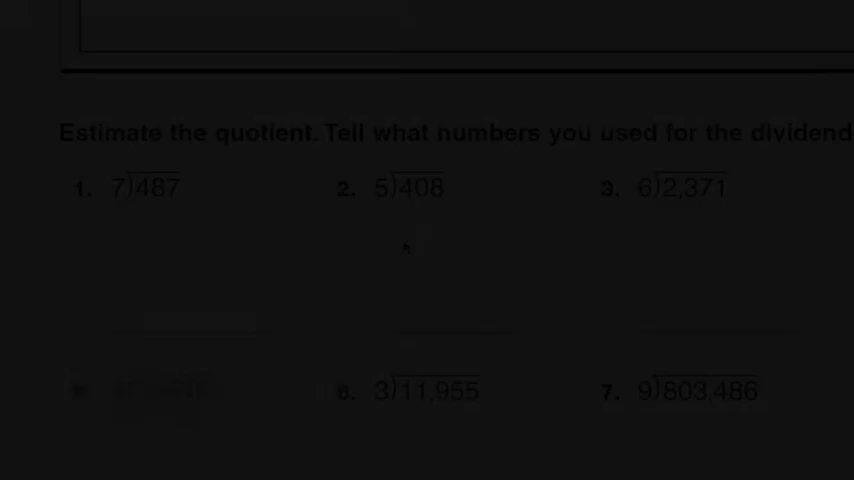 Estimate the quotient. Tell what numbers you used for the dividend
1. 7)487 2. 5)408 3. 6)2,371
6. 3)11,955 7. 9)803,486